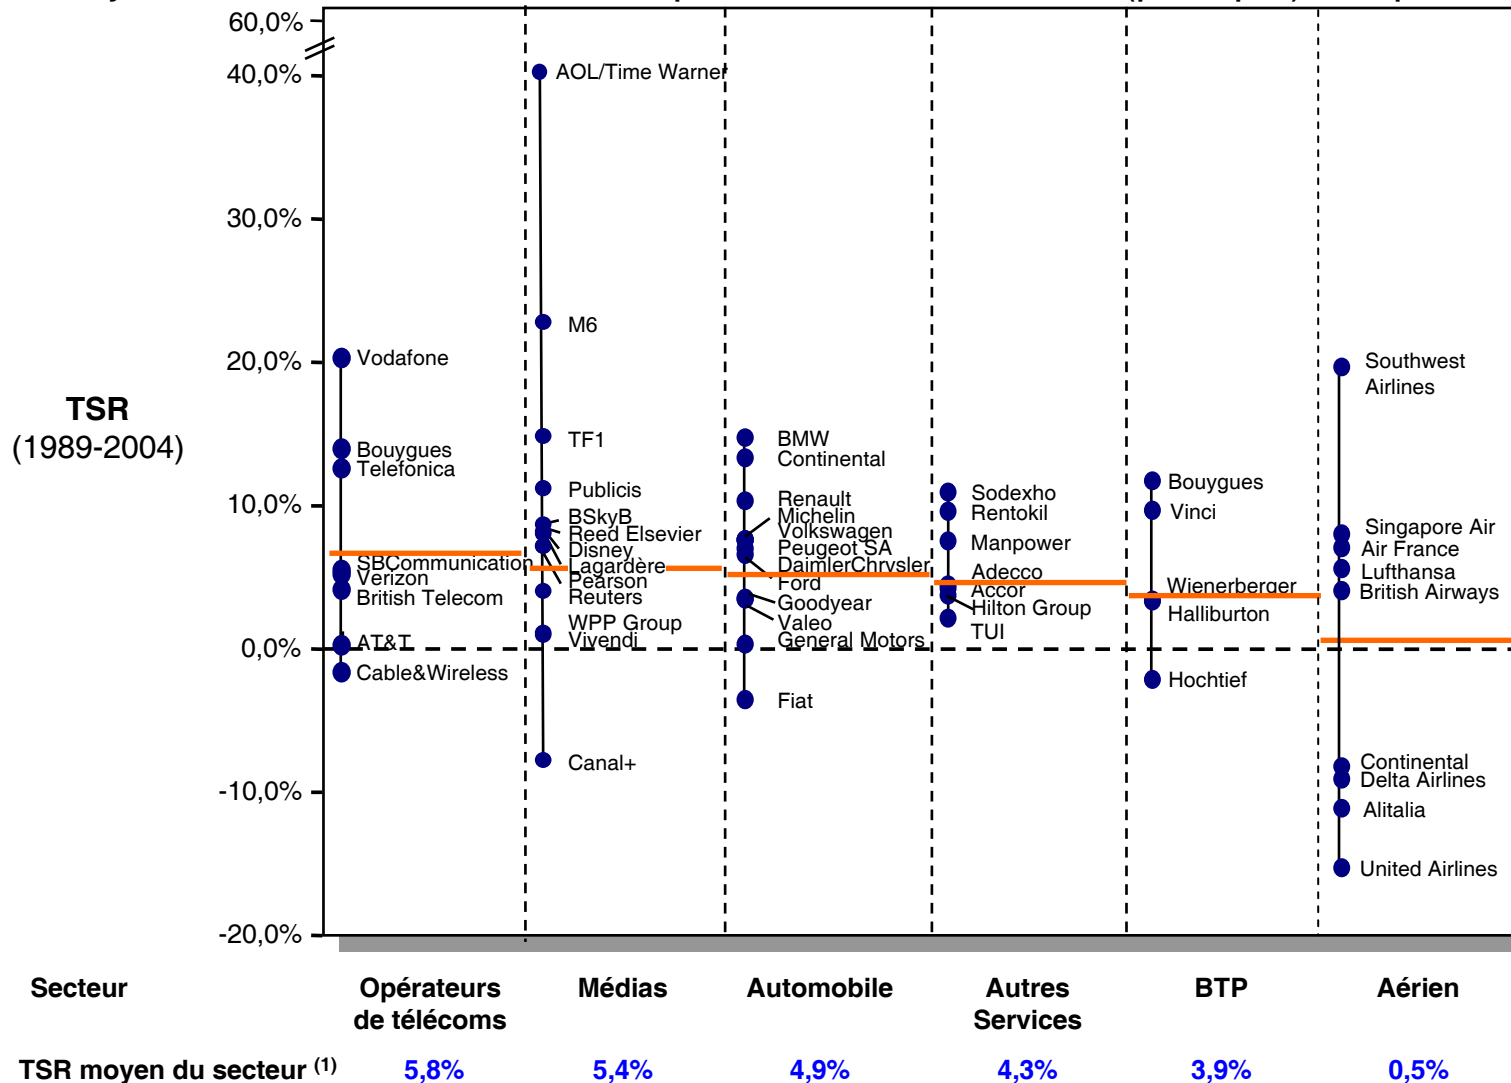 60,0%
40,0%
30,0%
20,0%
10,0%
0,0%
-10,0%
-20,0%
TSR
(1989-2004)
Vodafone
Bouygues
Telefonica
SBCommunication
Verizon
British Telecom
AT&T
Cable&Wireless
AOL/Time Warner
M6
TF1
Publicis
BSkyB
Reed Elsevier
Disney
Lagardère
Pearson
Reuters
WPP Group
Vivendi
Canal+
BMW
Continental
Renault
Michelin
Volkswagen
Peugeot SA
DaimlerChrysler
Ford
Goodyear
Valeo
General Motors
Fiat
Sodexho
Rentokil
Manpower
Adecco
Accor
Hilton Group
TUI
Bouygues
Vinci
Wienerberger
Halliburton
Hochtief
Southwest
Airlines
Singapore Air
Air France
Lufthansa
British Airways
Continental
Delta Airlines
Alitalia
United Airlines
Secteur
Opérateurs
de télécoms
Médias
Automobile
Autres
Services
BTP
Aérien
TSR moyen du secteur (1)
5,8%
5,4%
4,9%
4,3%
3,9%
0,5%